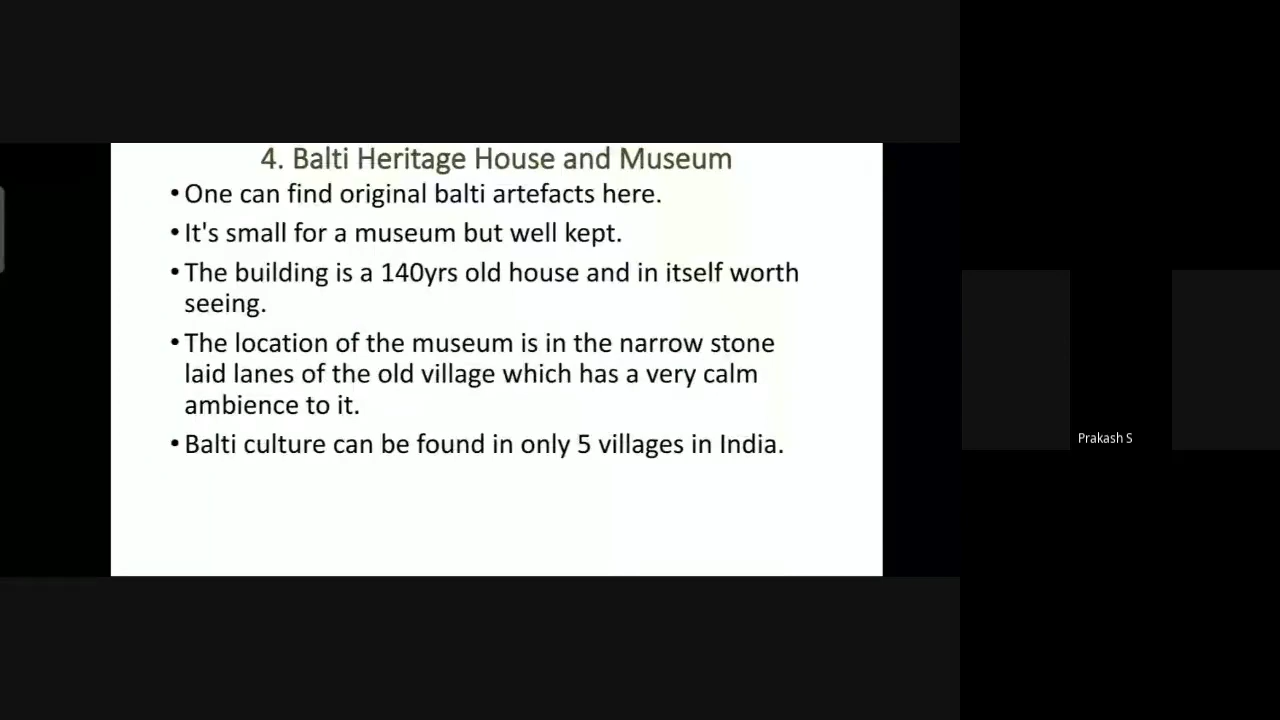 4. Balti Heritage House and Museum
•One can find original balti artefacts here.
•It's small for a museum but well kept.
•The building is a 140yrs old house and in itself worth
seeing.
•The location of the museum is in the narrow stone
laid lanes of the old village which has a very calm
ambience to it.
•Balti culture can be found in only 5 villages in India.
Prakash S